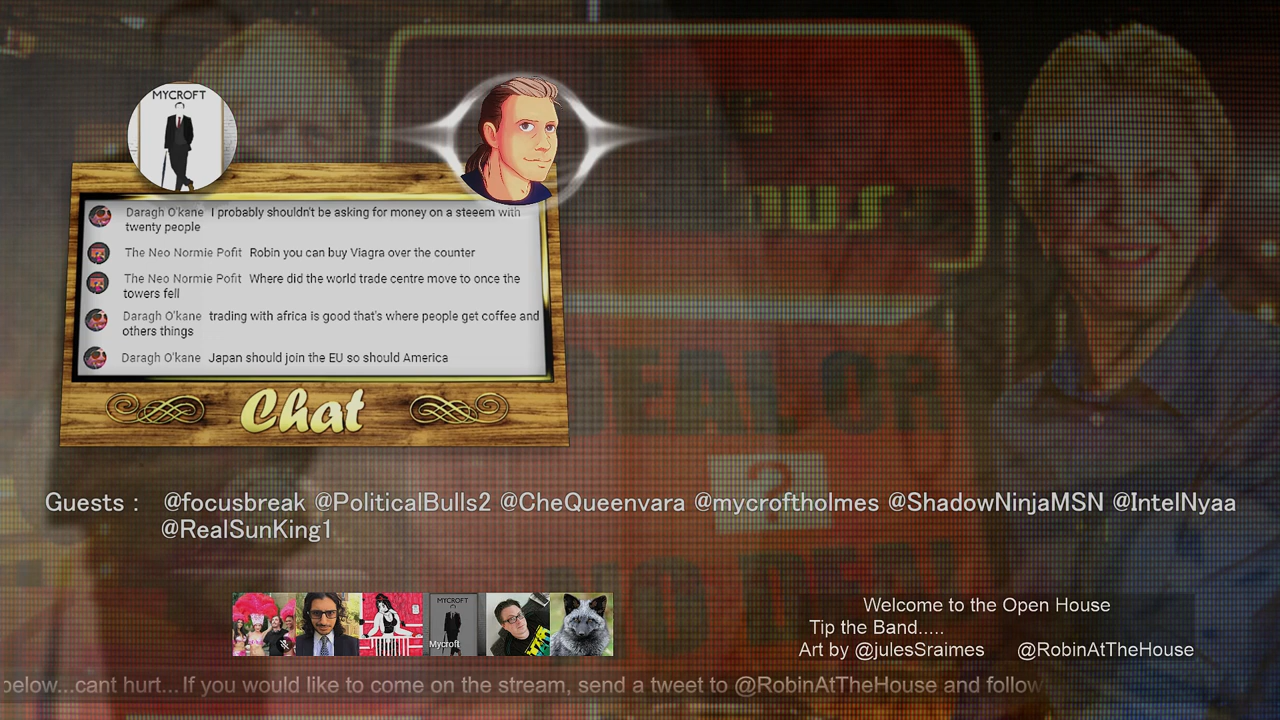 MYCROFT
Daragh O'kane I probably shouldn't be asking for money on a steeem with
twenty people
The Neo Normie Pofit Robin you can buy Viagra over the counter
The Neo Normie Pofit Where did the world trade centre move to once the
towers fell
Daragh O'kane trading with africa is good that's where people get coffee and
others things
Daragh O'kane Japan should join the EU so should America
Chat
DEAL OR
?
NO DEAL
Guests : @focusbreak @PoliticalBulls2 @CheQueenvara @mycroftholmes @ShadowNinjaMSN @IntelNyaa
@RealSunKing1
MYCROFT
Mycroft
Welcome to the Open House
Tip the Band.....
Art by @julesSraimes @RobinAtTheHouse
below...cant hurt... If you would like to come on the stream, send a tweet to @RobinAtTheHouse and follow